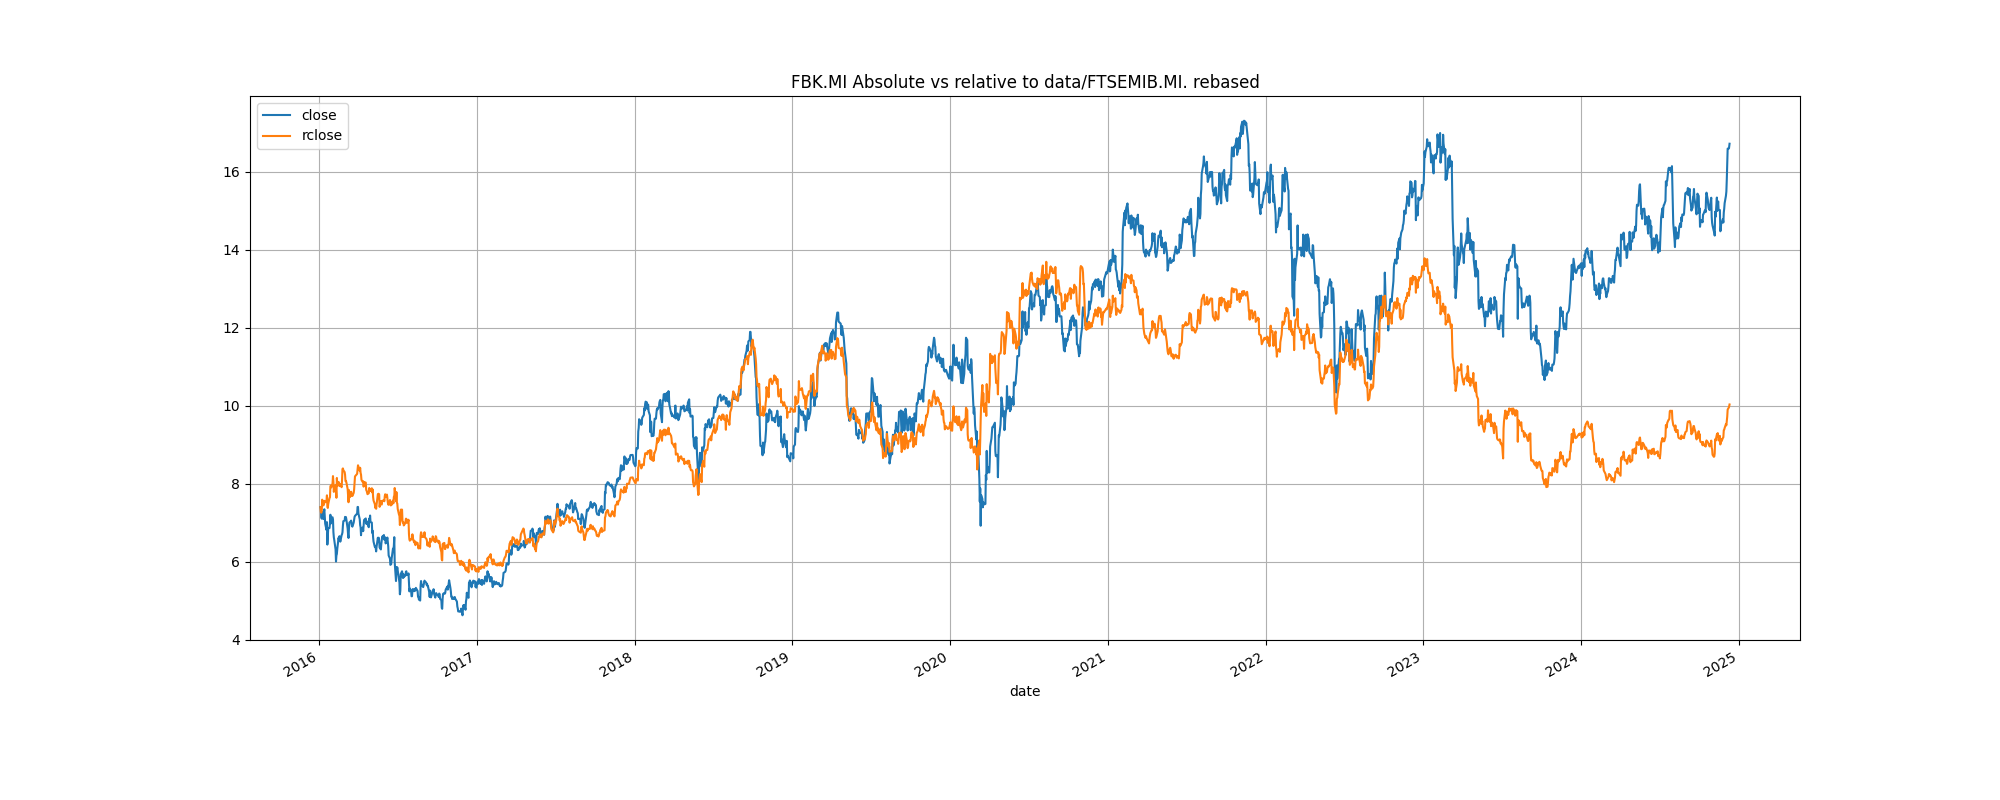 FBK.MI Absolute vs relative to data/FTSEMIB.MI. rebased
close
rclose
16
14
12
10
8
6
4
2016 2017 2018 2019 2020 2021 2022 2023 2024 2025
date